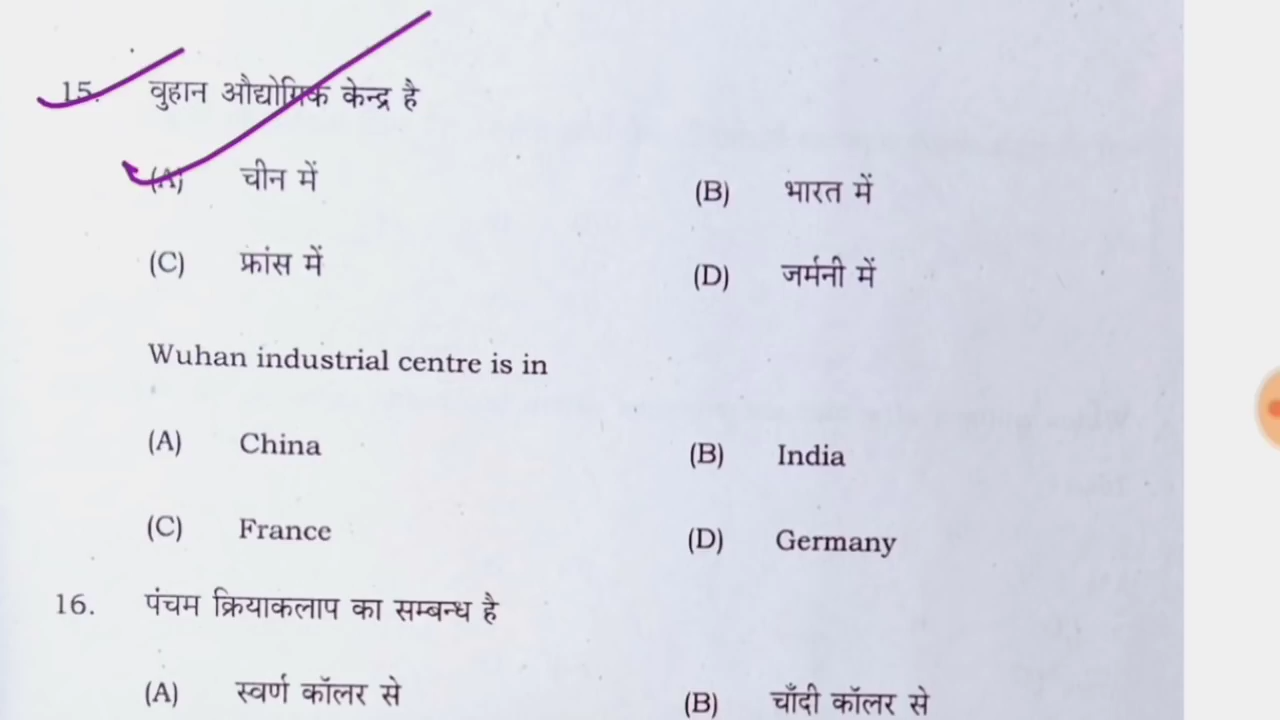 15. वुहान औद्योगिक केन्द्र है
(A) चीन में (B) भारत में
(C) फ्रांस में (D) जर्मनी में
Wuhan industrial centre is in
(A) China (B) India
(C) France (D) Germany
16. पंचम क्रियाकलाप का सम्बन्ध है
(A) स्वर्ण कॉलर से (B) चाँदी कॉलर से